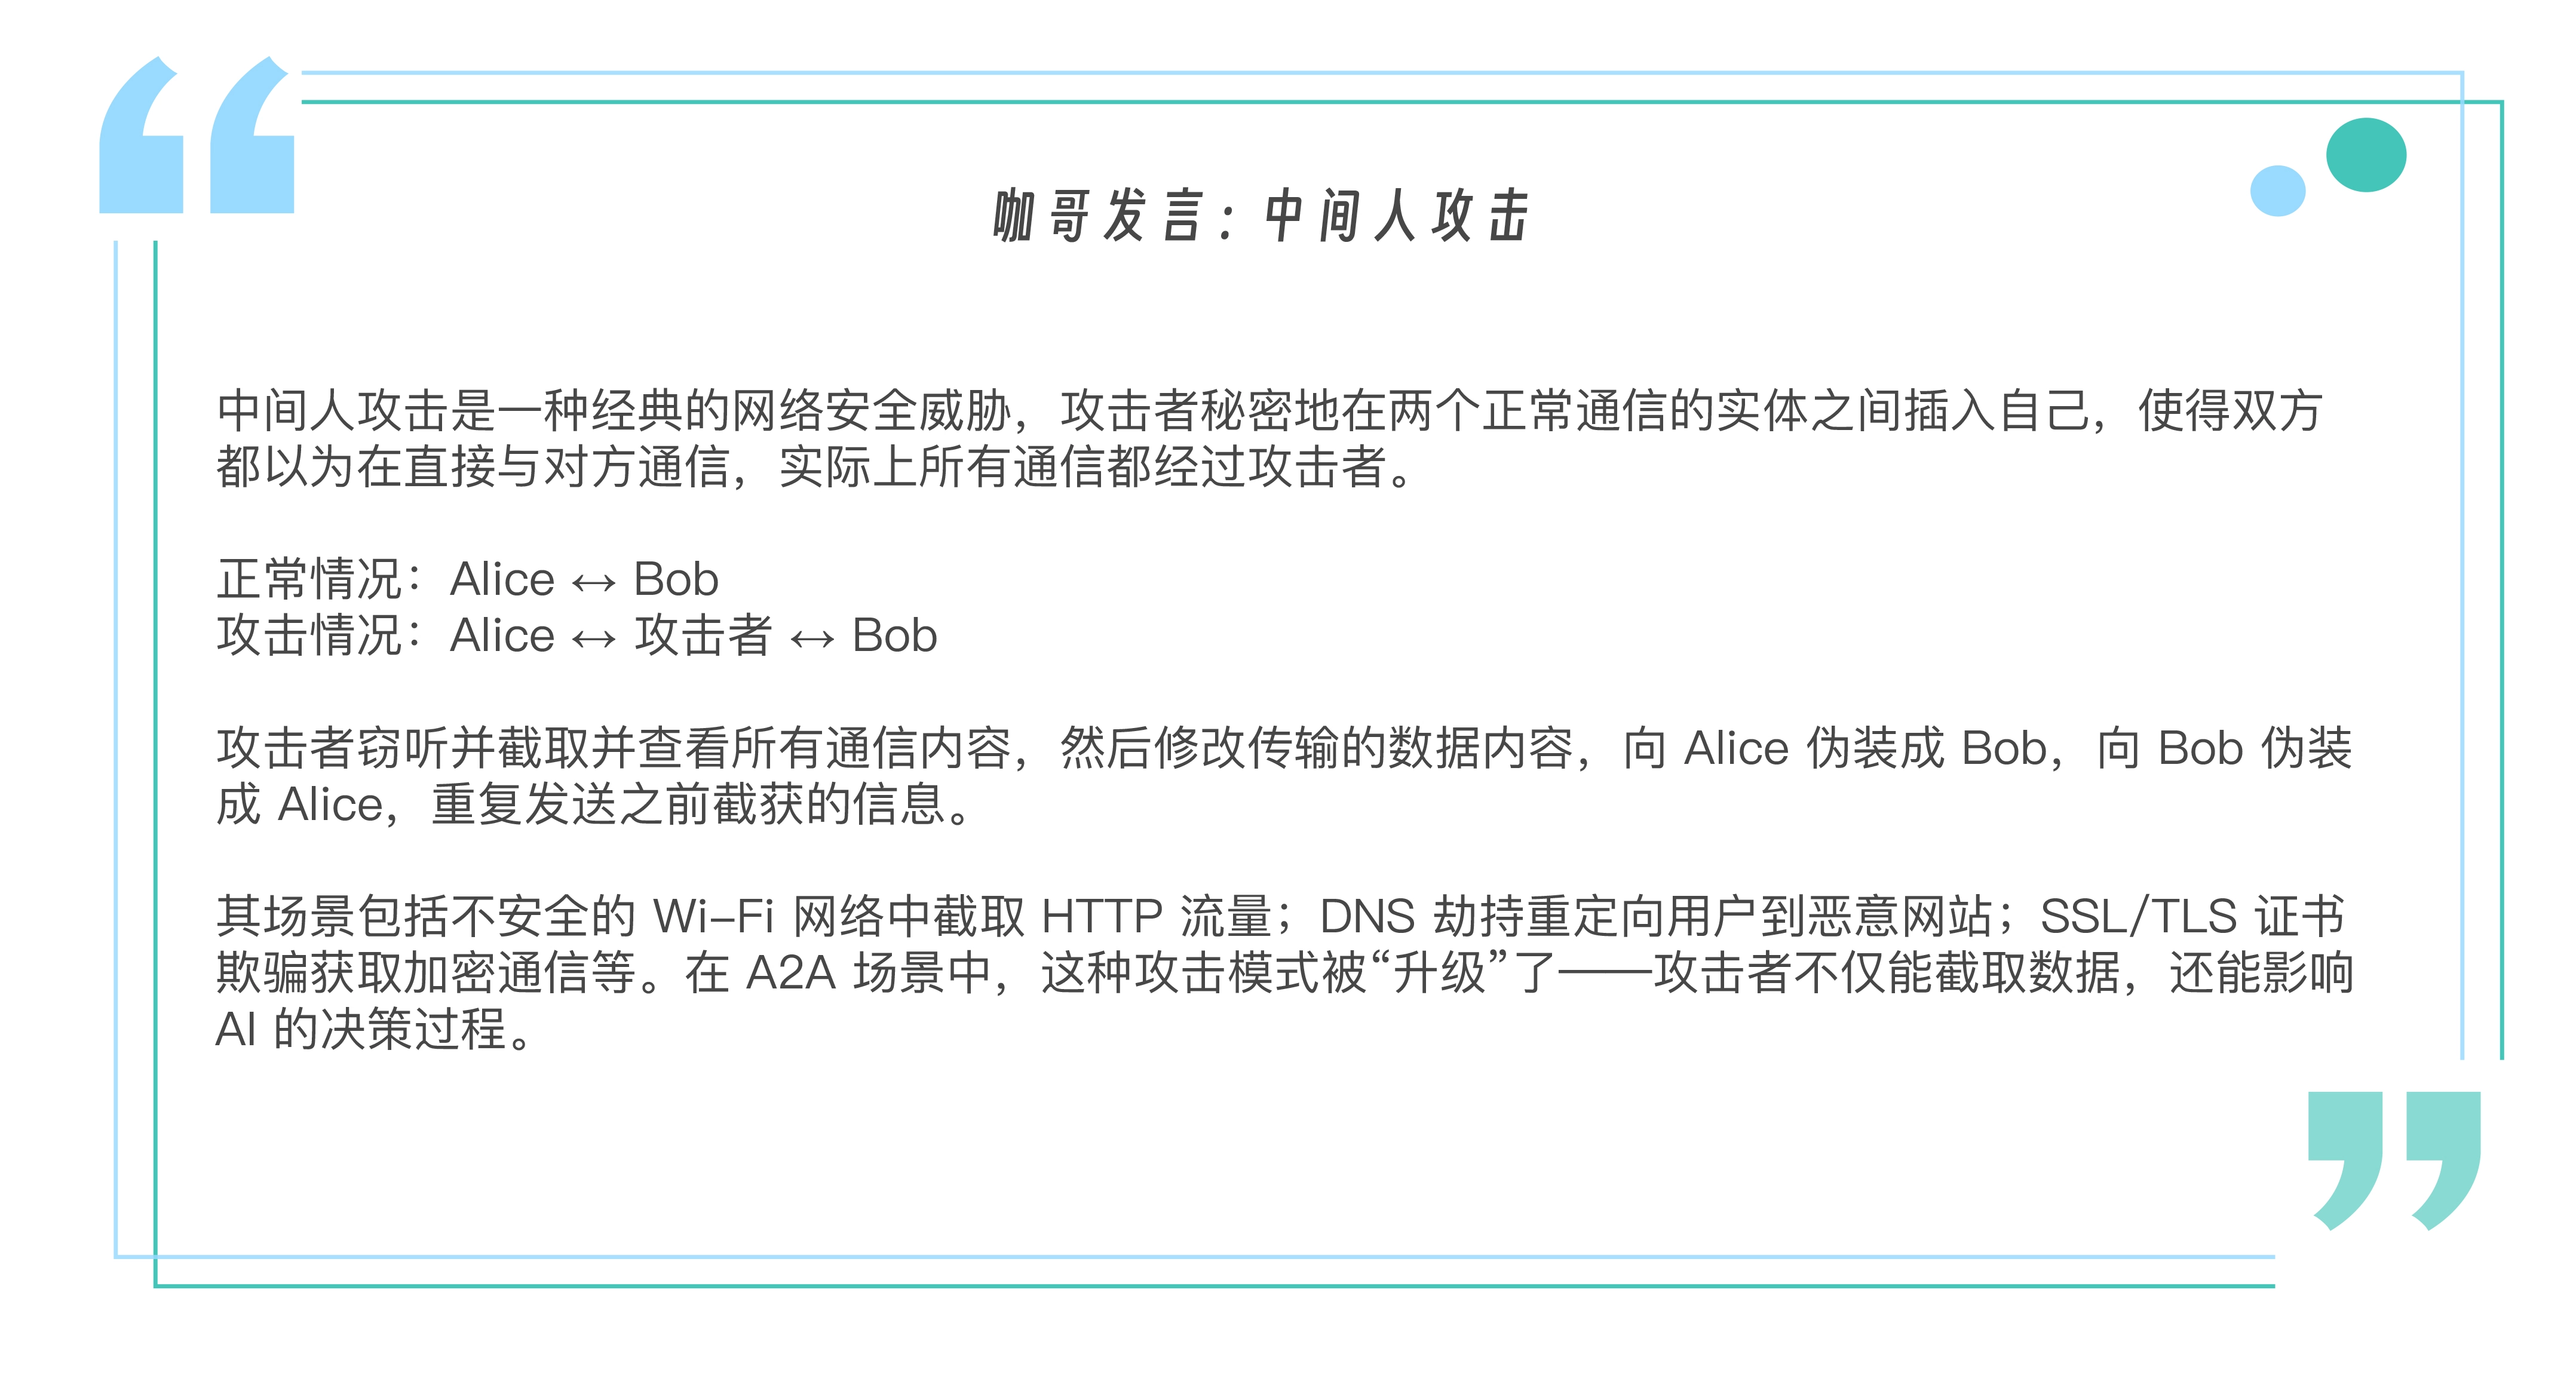 咖哥发言：中间人攻击
中间人攻击是一种经典的网络安全威胁，攻击者秘密地在两个正常通信的实体之间插入自己，使得双方
都以为在直接与对方通信，实际上所有通信都经过攻击者。
正常情况：Alice ↔ Bob
攻击情况：Alice ↔ 攻击者 ↔ Bob
攻击者窃听并截取并查看所有通信内容，然后修改传输的数据内容，向 Alice 伪装成 Bob，向 Bob 伪装
成 Alice，重复发送之前截获的信息。
其场景包括不安全的 Wi-Fi 网络中截取 HTTP 流量；DNS 劫持重定向用户到恶意网站；SSL/TLS 证书
欺骗获取加密通信等。在 A2A 场景中，这种攻击模式被“升级”了——攻击者不仅能截取数据，还能影响
AI 的决策过程。